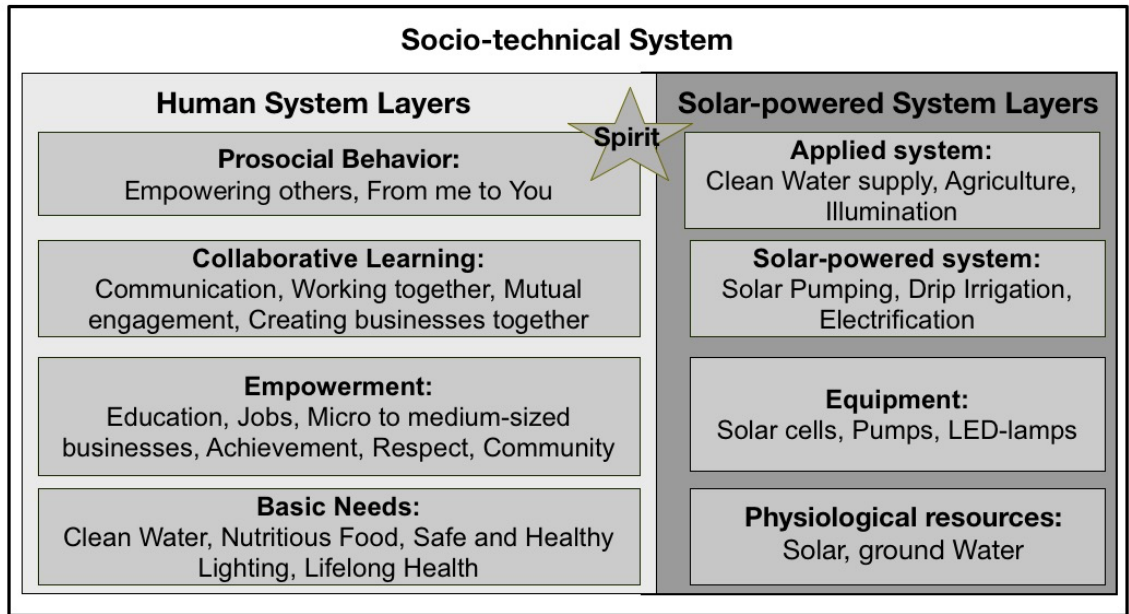 Socio-technical System
Human System Layers
Prosocial Behavior:
Empowering others, From me to You
Collaborative Learning:
Communication, Working together, Mutual
engagement, Creating businesses together
Empowerment:
Education, Jobs, Micro to medium-sized
businesses, Achievement, Respect, Community
Basic Needs:
Clean Water, Nutritious Food, Safe and Healthy
Lighting, Lifelong Health
Spirit
Solar-powered System Layers
Applied system:
Clean Water supply, Agriculture,
Illumination
Solar-powered system:
Solar Pumping, Drip Irrigation,
Electrification
Equipment:
Solar cells, Pumps, LED-lamps
Physiological resources:
Solar, ground Water